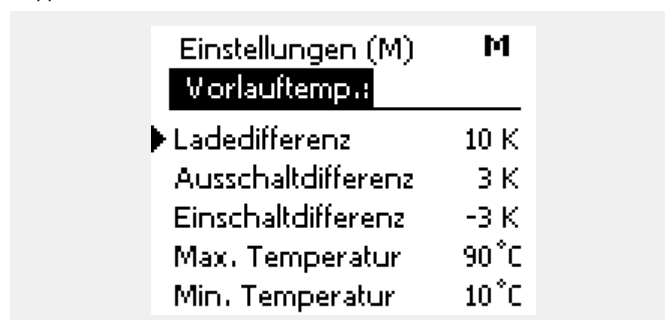 Einstellungen (M) M
Vorlauftemp.:
Ladedifferenz 10 K
Ausschaltdifferenz 3 K
Einschaltdifferenz -3 K
Max. Temperatur 90°C
Min. Temperatur 10°C